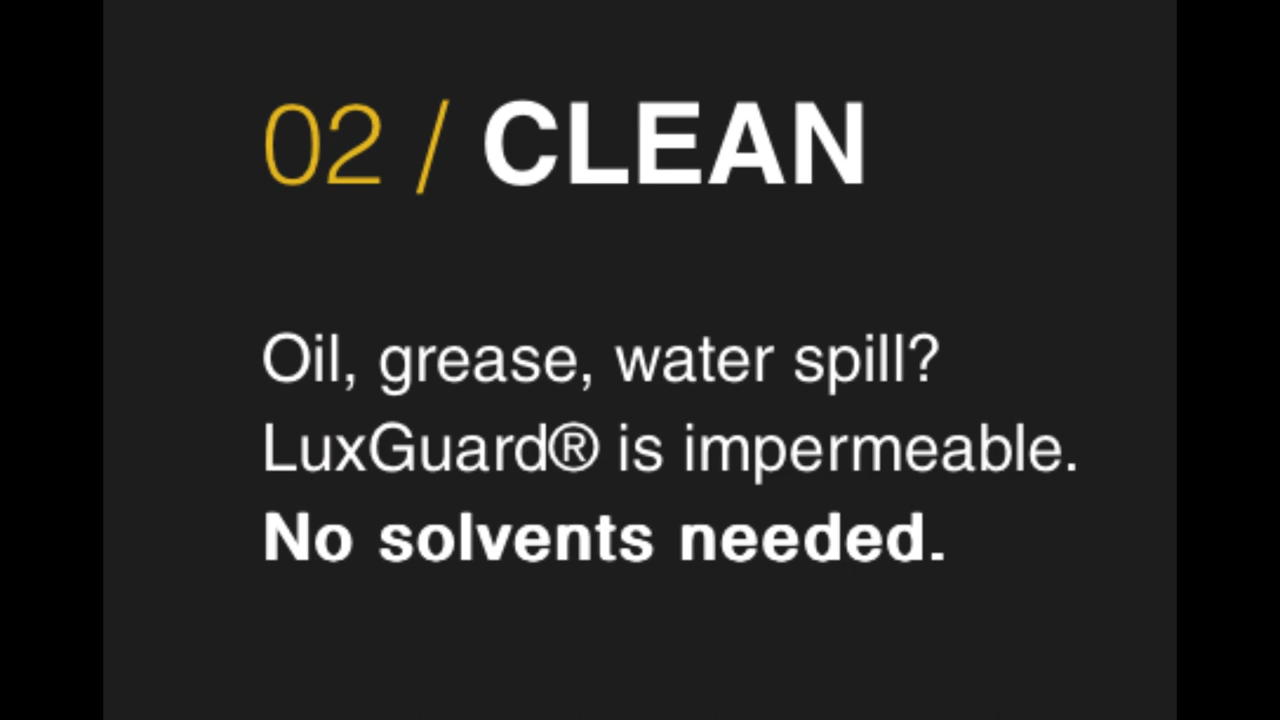 02 / CLEAN
Oil, grease, water spill?
LuxGuard® is impermeable.
No solvents needed.